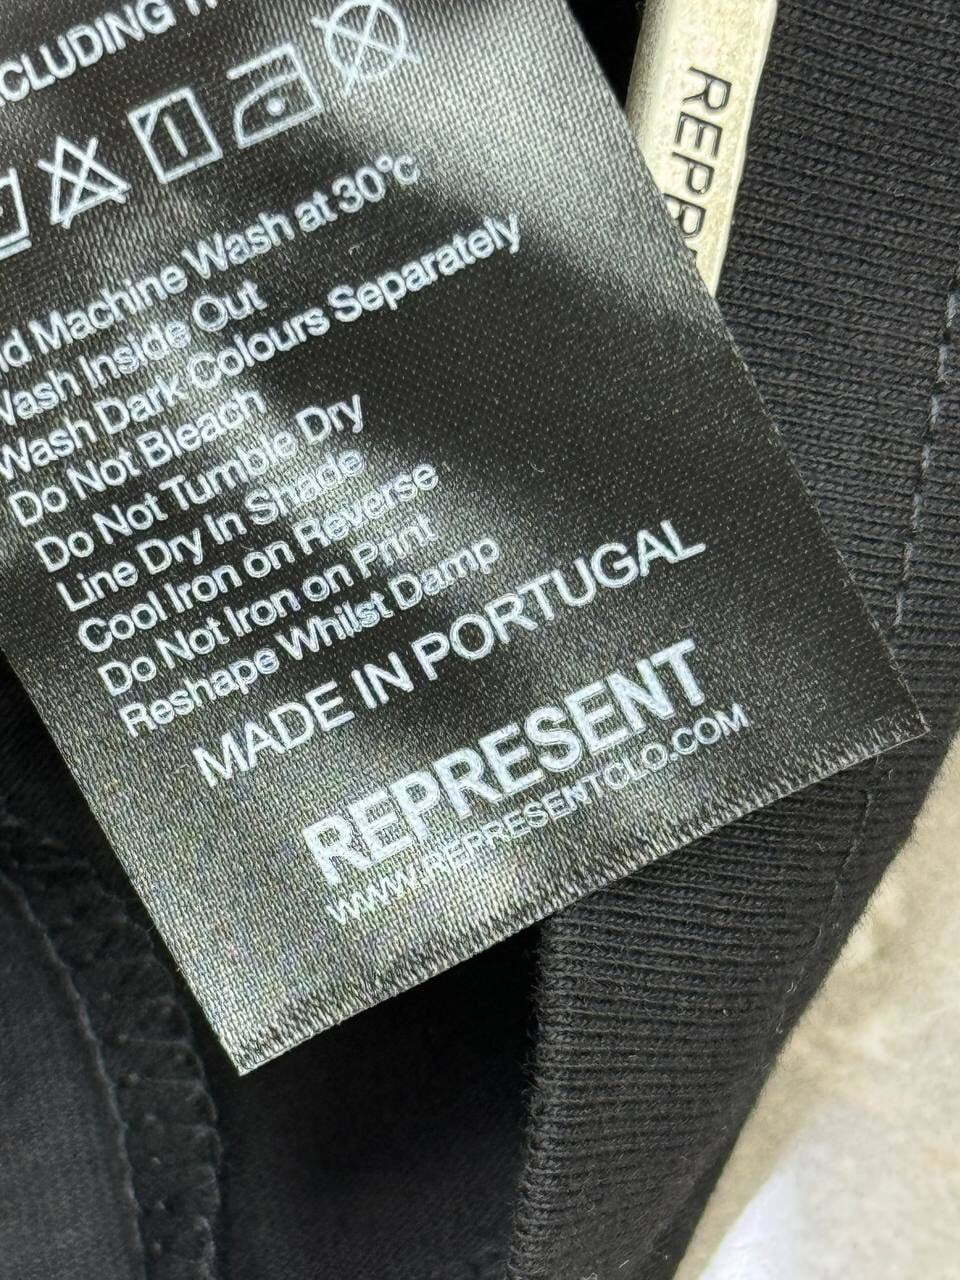 MADE IN PORTUGAL
REPRESENT
WWW.REPRESENTCLO.COM
Machine Wash at 30°c
Wash Inside Out
Wash Dark Colours Separately
Do Not Bleach
Do Not Tumble Dry
Line Dry In Shade
Cool Iron on Reverse
Do Not Iron on Print
Reshape Whilst Damp